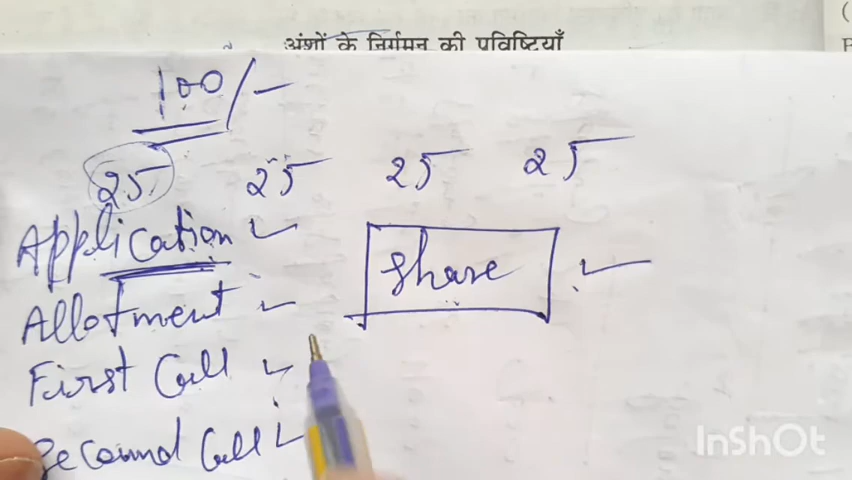 अंशों के निर्गमन की प्रविष्टियाँ
100/-
25 25 25 25
Application
Share
Allotment
First Call
Second Call
InShOt